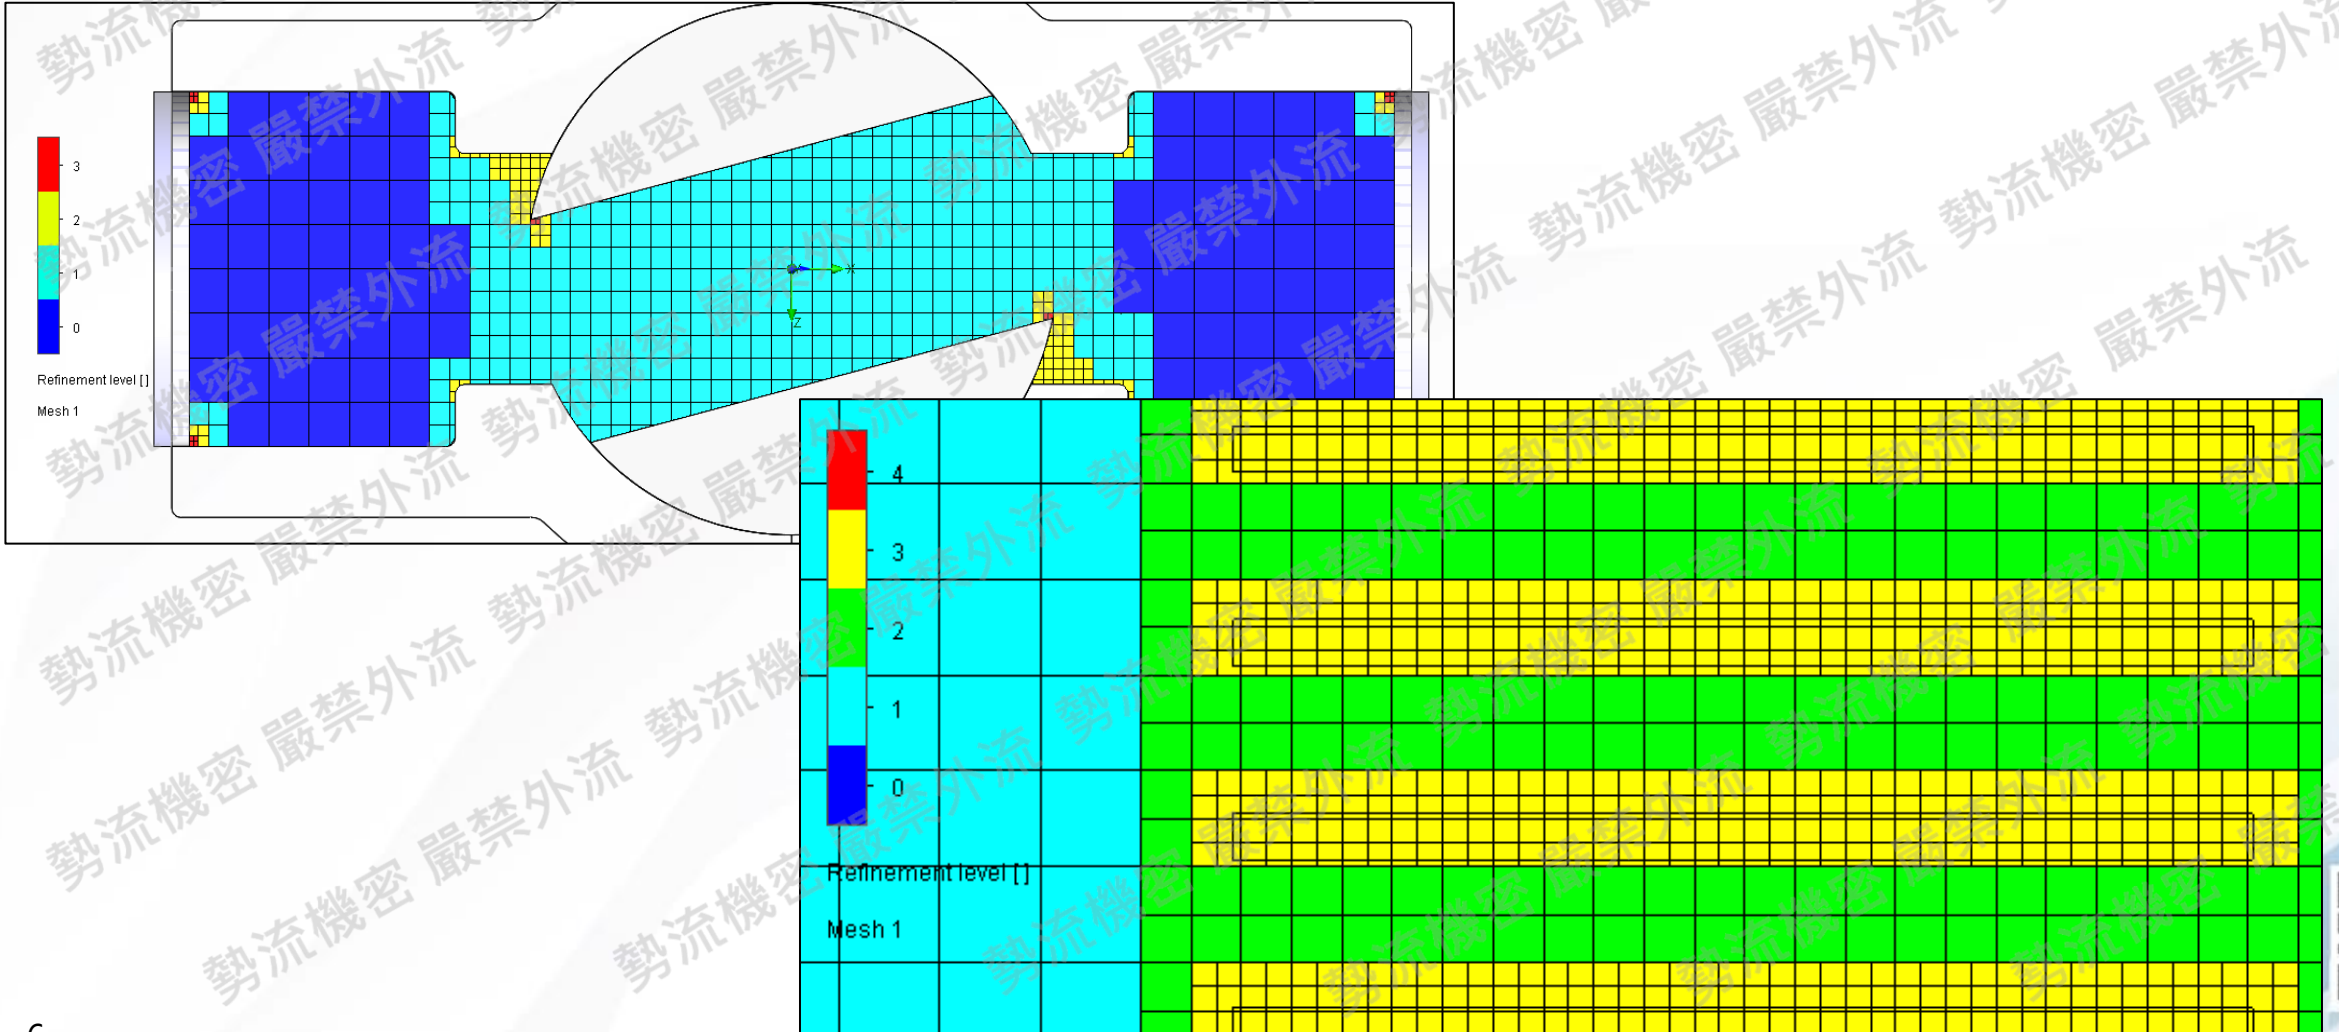 3
2
1
0
Refinement level [ ]
Mesh 1
X
Z
4
3
2
1
0
Refinement level [ ]
Mesh 1
勢流機密 嚴禁外流